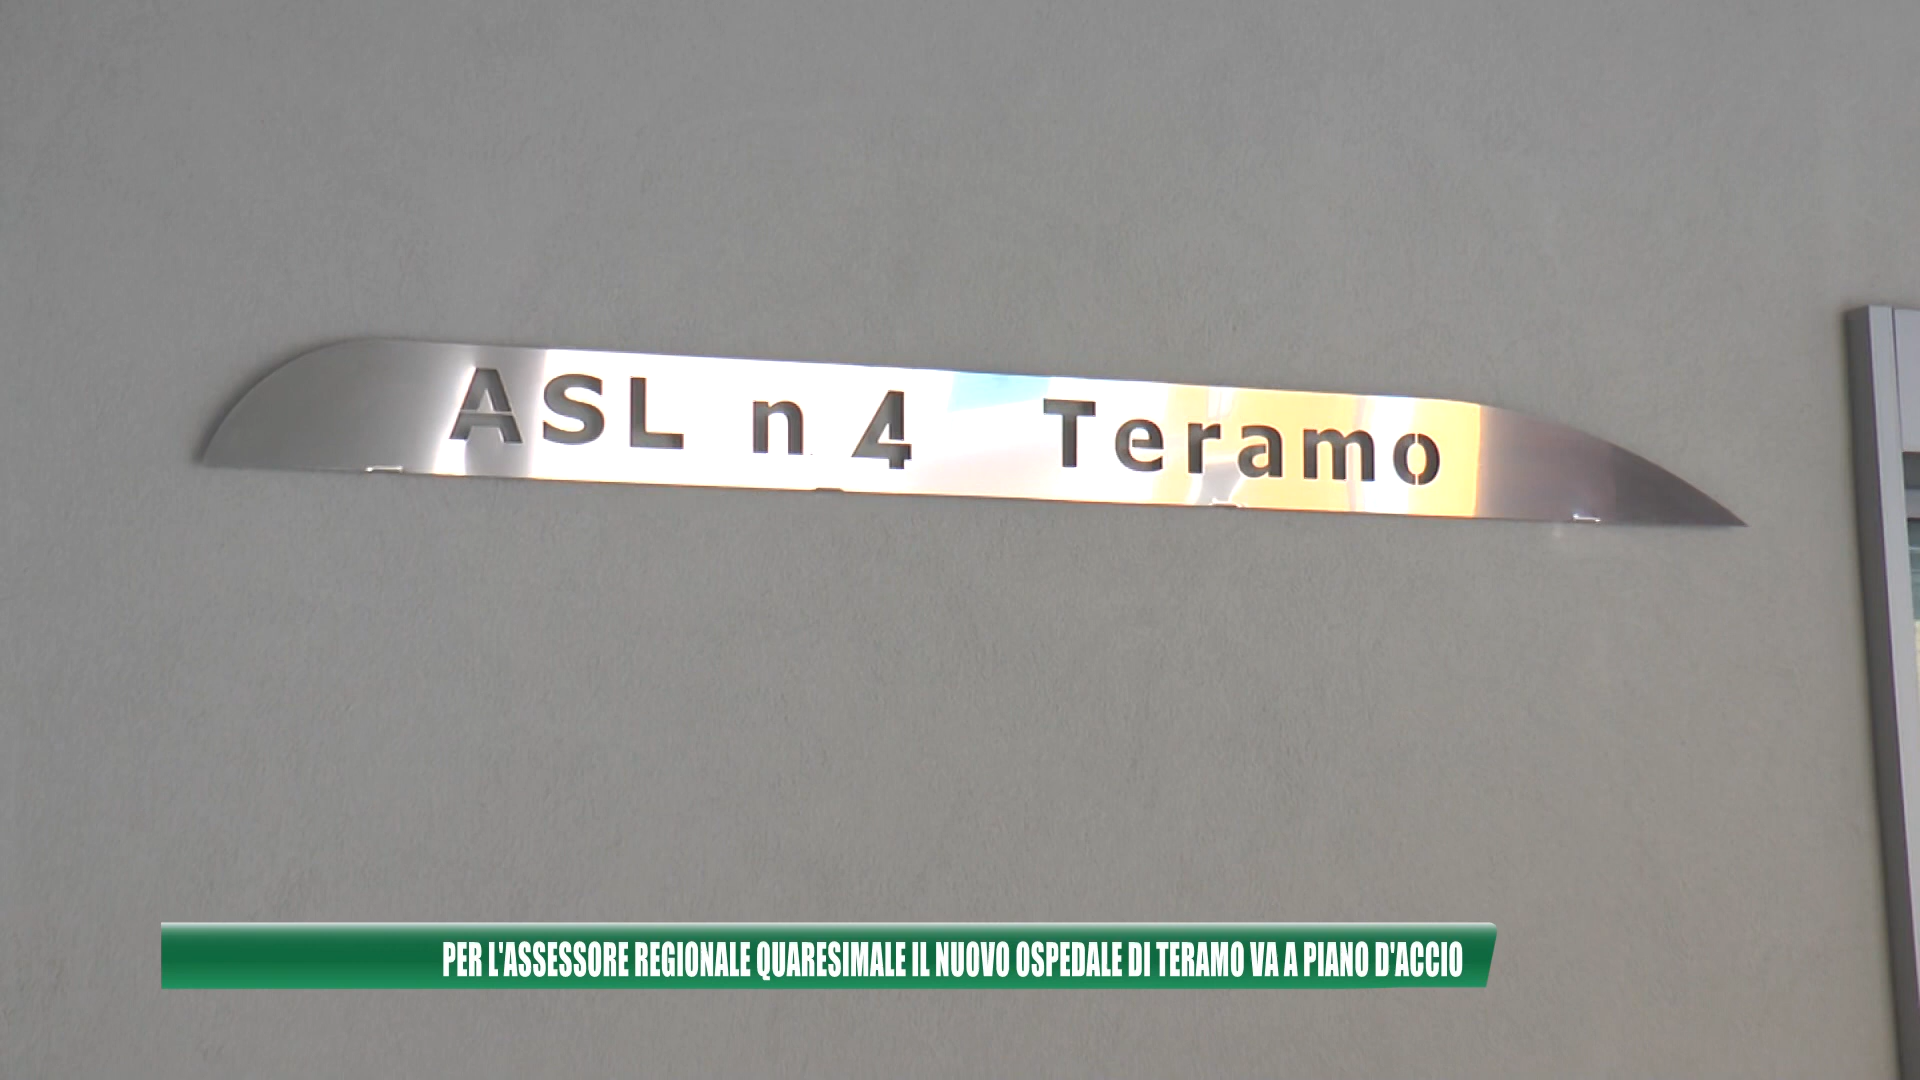 ASL n 4 Teramo
PER L'ASSESSORE REGIONALE QUARESIMALE IL NUOVO OSPEDALE DI TERAMO VA A PIANO D'ACCIO